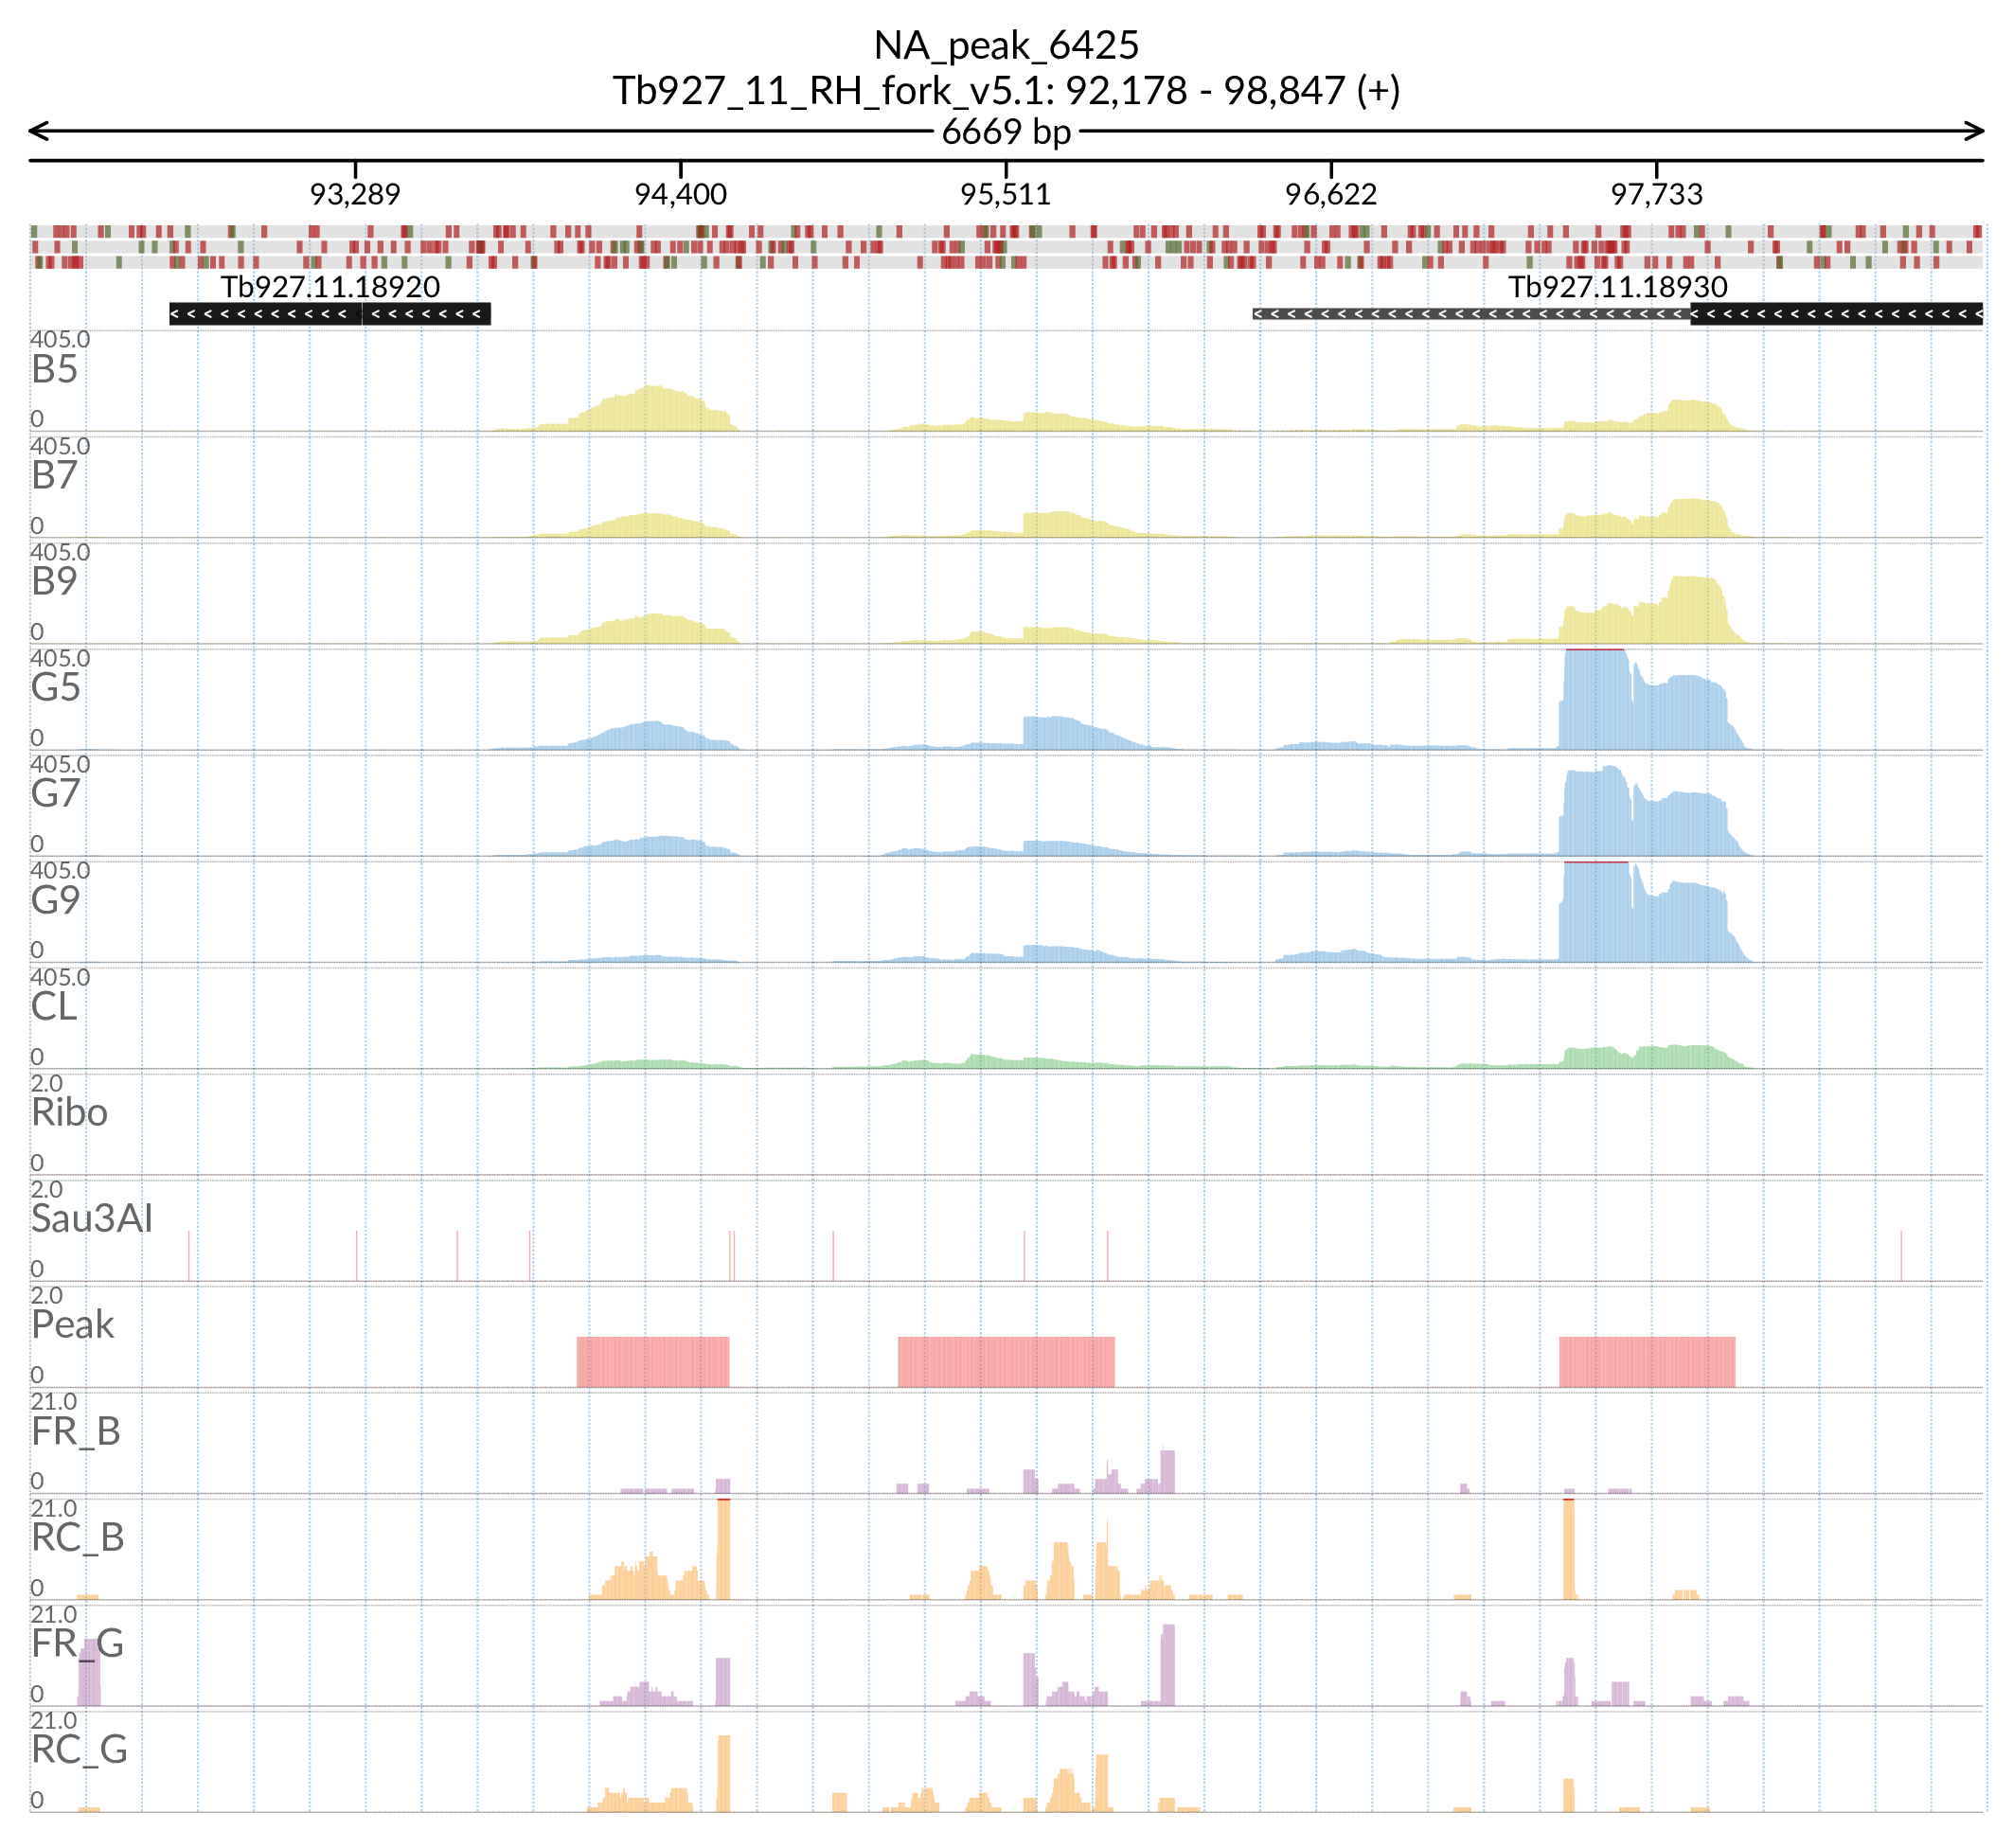 NA_peak_6425
Tb927_11_RH_fork_v5.1: 92,178 - 98,847 (+)
6669 bp
93,289 94,400 95,511 96,622 97,733
Tb927.11.18920 Tb927.11.18930
405.0
B5
0
405.0
B7
0
405.0
B9
0
405.0
G5
0
405.0
G7
0
405.0
G9
0
405.0
CL
0
2.0
Ribo
0
2.0
Sau3AI
0
2.0
Peak
0
21.0
FR_B
0
21.0
RC_B
0
21.0
FR_G
0
21.0
RC_G
0